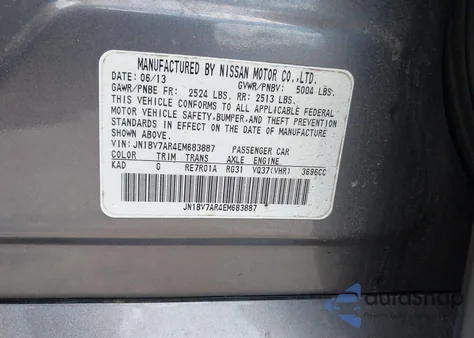 MANUFACTURED BY NISSAN MOTOR CO.,LTD.
DATE: 06/13 GVWR/PNBV: 5004 LBS.
GAWR/PNBE FR: 2524 LBS. RR: 2513 LBS.
THIS VEHICLE CONFORMS TO ALL APPLICABLE FEDERAL
MOTOR VEHICLE SAFETY, BUMPER, AND THEFT PREVENTION
STANDARDS IN EFFECT ON THE DATE OF MANUFACTURE
SHOWN ABOVE.
VIN: JN1BV7AR4EM683887 PASSENGER CAR
COLOR TRIM TRANS AXLE ENGINE
KAD G RE7R01A RG31 VQ37(VHR) 3696CC
JN1BV7AR4EM683887
autosnap